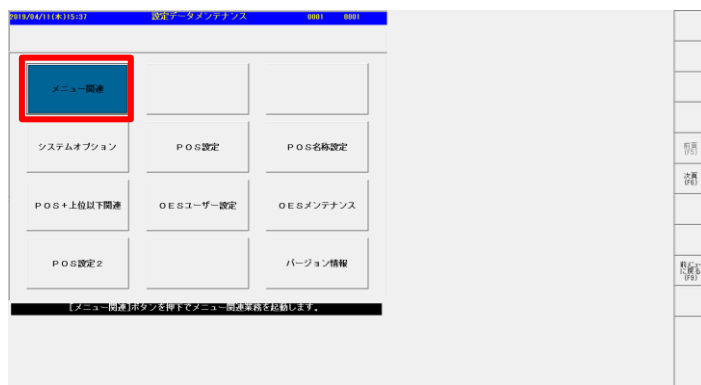 2019/04/11(木)15:37 設定データメンテナンス 0001 0001
メニュー関連
システムオプション POS設定 POS名称設定
POS+上位以下関連 OESユーザー設定 OESメンテナンス
POS設定2 バージョン情報
[メニュー関連]ボタンを押下でメニュー関連業務を起動します。
前頁
(F5)
次頁
(F6)
に戻る
(F9)